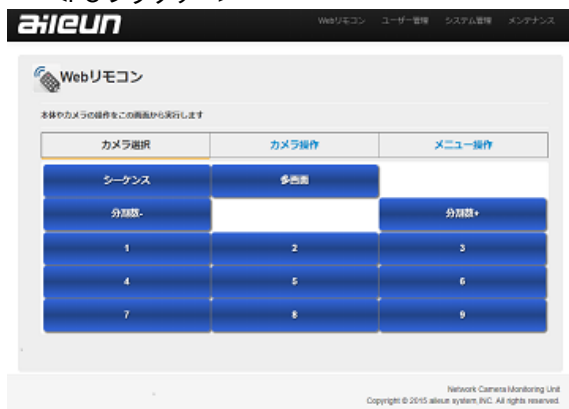 aileun
Webリモコン ユーザー管理 システム管理 メンテナンス
Webリモコン
本体やカメラの操作をこの画面から実行します
カメラ選択 カメラ操作 メニュー操作
シーケンス 多画面
分割数- 分割数+
1 2 3
4 5 6
7 8 9
Network Camera Monitoring Unit
Copyright © 2015 aileun system, INC. All rights reserved.